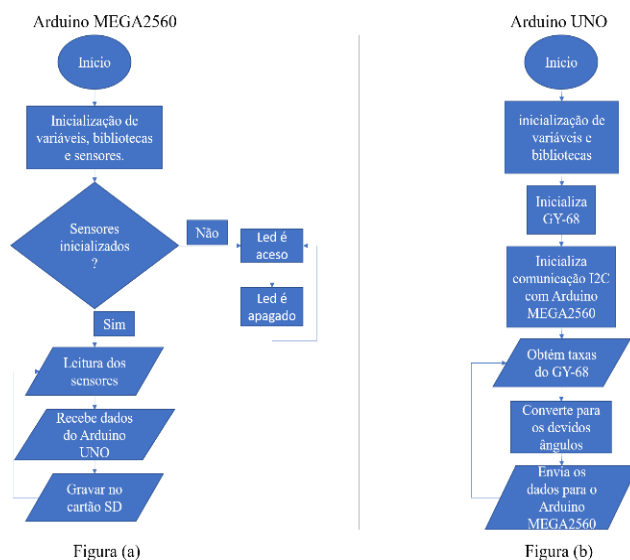 Arduino MEGA2560
Início
Inicialização de
variáveis, bibliotecas
e sensores.
Sensores
inicializados
?
Não
Led é
aceso
Led é
apagado
Sim
Leitura dos
sensores
Recebe dados
do Arduino
UNO
Gravar no
cartão SD
Figura (a)
Arduino UNO
Início
inicialização de
variáveis e
bibliotecas
Inicializa
GY-68
Inicializa
comunicação I2C
com Arduino
MEGA2560
Obtém taxas
do GY-68
Converte para
os devidos
ângulos
Envia os
dados para o
Arduino
MEGA2560
Figura (b)